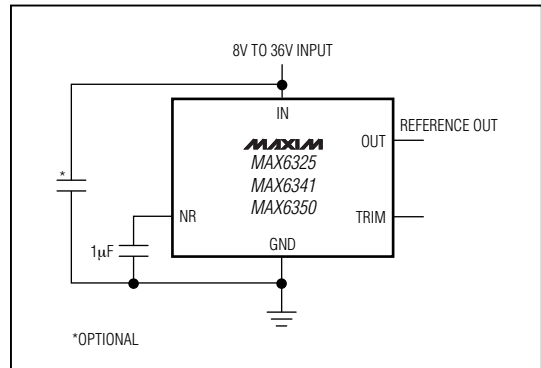 8V TO 36V INPUT
IN
MAXIM
MAX6325
MAX6341
MAX6350
OUT
REFERENCE OUT
*
NR
TRIM
1μF
GND
*OPTIONAL